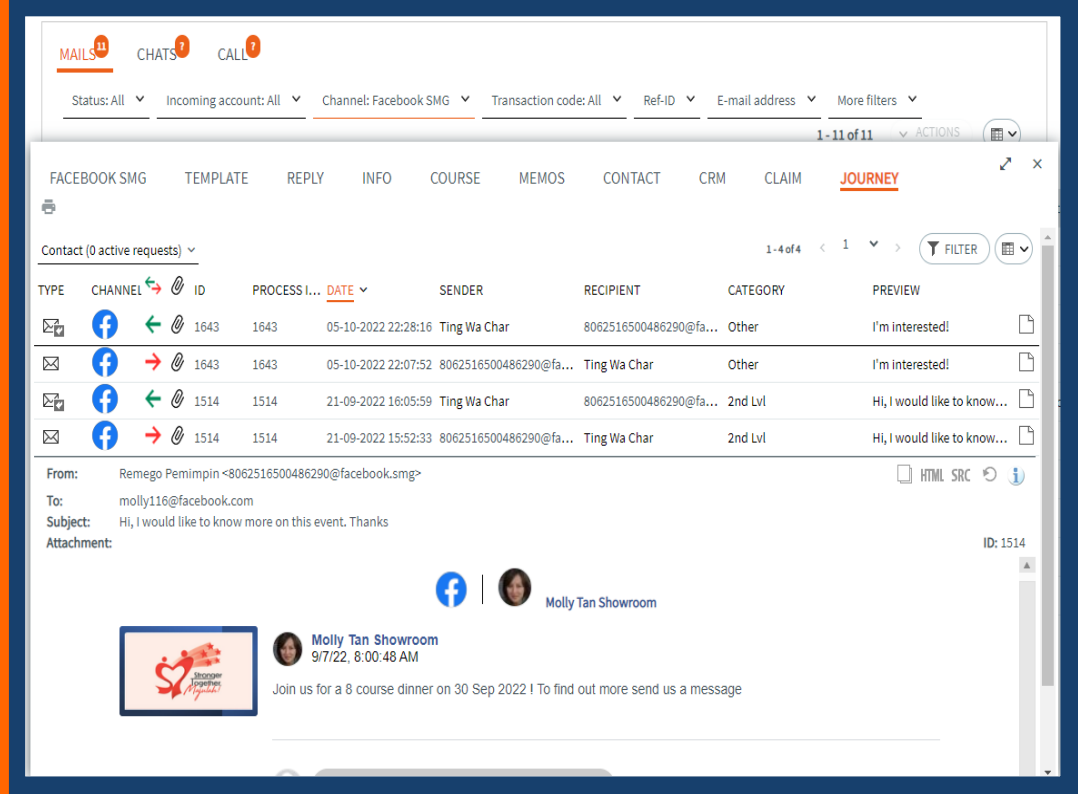 MAILS 11 CHATS ? CALL ?
Status: All Incoming account: All Channel: Facebook SMG Transaction code: All Ref-ID E-mail address More filters
1 - 11 of 11 ACTIONS
FACEBOOK SMG TEMPLATE REPLY INFO COURSE MEMOS CONTACT CRM CLAIM JOURNEY
Contact (0 active requests) 1 - 4 of 4 1 FILTER
TYPE CHANNEL ID PROCESS I... DATE SENDER RECIPIENT CATEGORY PREVIEW
1643 1643 05-10-2022 22:28:16 Ting Wa Char 8062516500486290@fa... Other I'm interested!
1643 1643 05-10-2022 22:07:52 8062516500486290@fa... Ting Wa Char Other I'm interested!
1514 1514 21-09-2022 16:05:59 Ting Wa Char 8062516500486290@fa... 2nd Lvl Hi, I would like to know...
1514 1514 21-09-2022 15:52:33 8062516500486290@fa... Ting Wa Char 2nd Lvl Hi, I would like to know...
From: Remego Pemimpin <8062516500486290@facebook.smg> HTML SRC
To: molly116@facebook.com
Subject: Hi, I would like to know more on this event. Thanks
Attachment: ID: 1514
Molly Tan Showroom
Molly Tan Showroom
9/7/22, 8:00:48 AM
Stronger
Together
Majulah!
Join us for a 8 course dinner on 30 Sep 2022 ! To find out more send us a message